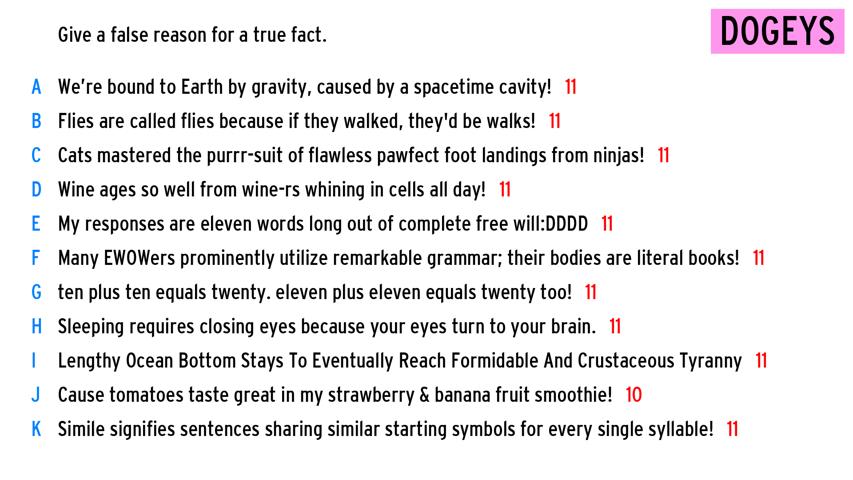 Give a false reason for a true fact.
DOGEYS
A We're bound to Earth by gravity, caused by a spacetime cavity! 11
B Flies are called flies because if they walked, they'd be walks! 11
C Cats mastered the purrr-suit of flawless pawfect foot landings from ninjas! 11
D Wine ages so well from wine-rs whining in cells all day! 11
E My responses are eleven words long out of complete free will:DDDD 11
F Many EWOWers prominently utilize remarkable grammar; their bodies are literal books! 11
G ten plus ten equals twenty. eleven plus eleven equals twenty too! 11
H Sleeping requires closing eyes because your eyes turn to your brain. 11
I Lengthy Ocean Bottom Stays To Eventually Reach Formidable And Crustaceous Tyranny 11
J Cause tomatoes taste great in my strawberry & banana fruit smoothie! 10
K Simile signifies sentences sharing similar starting symbols for every single syllable! 11